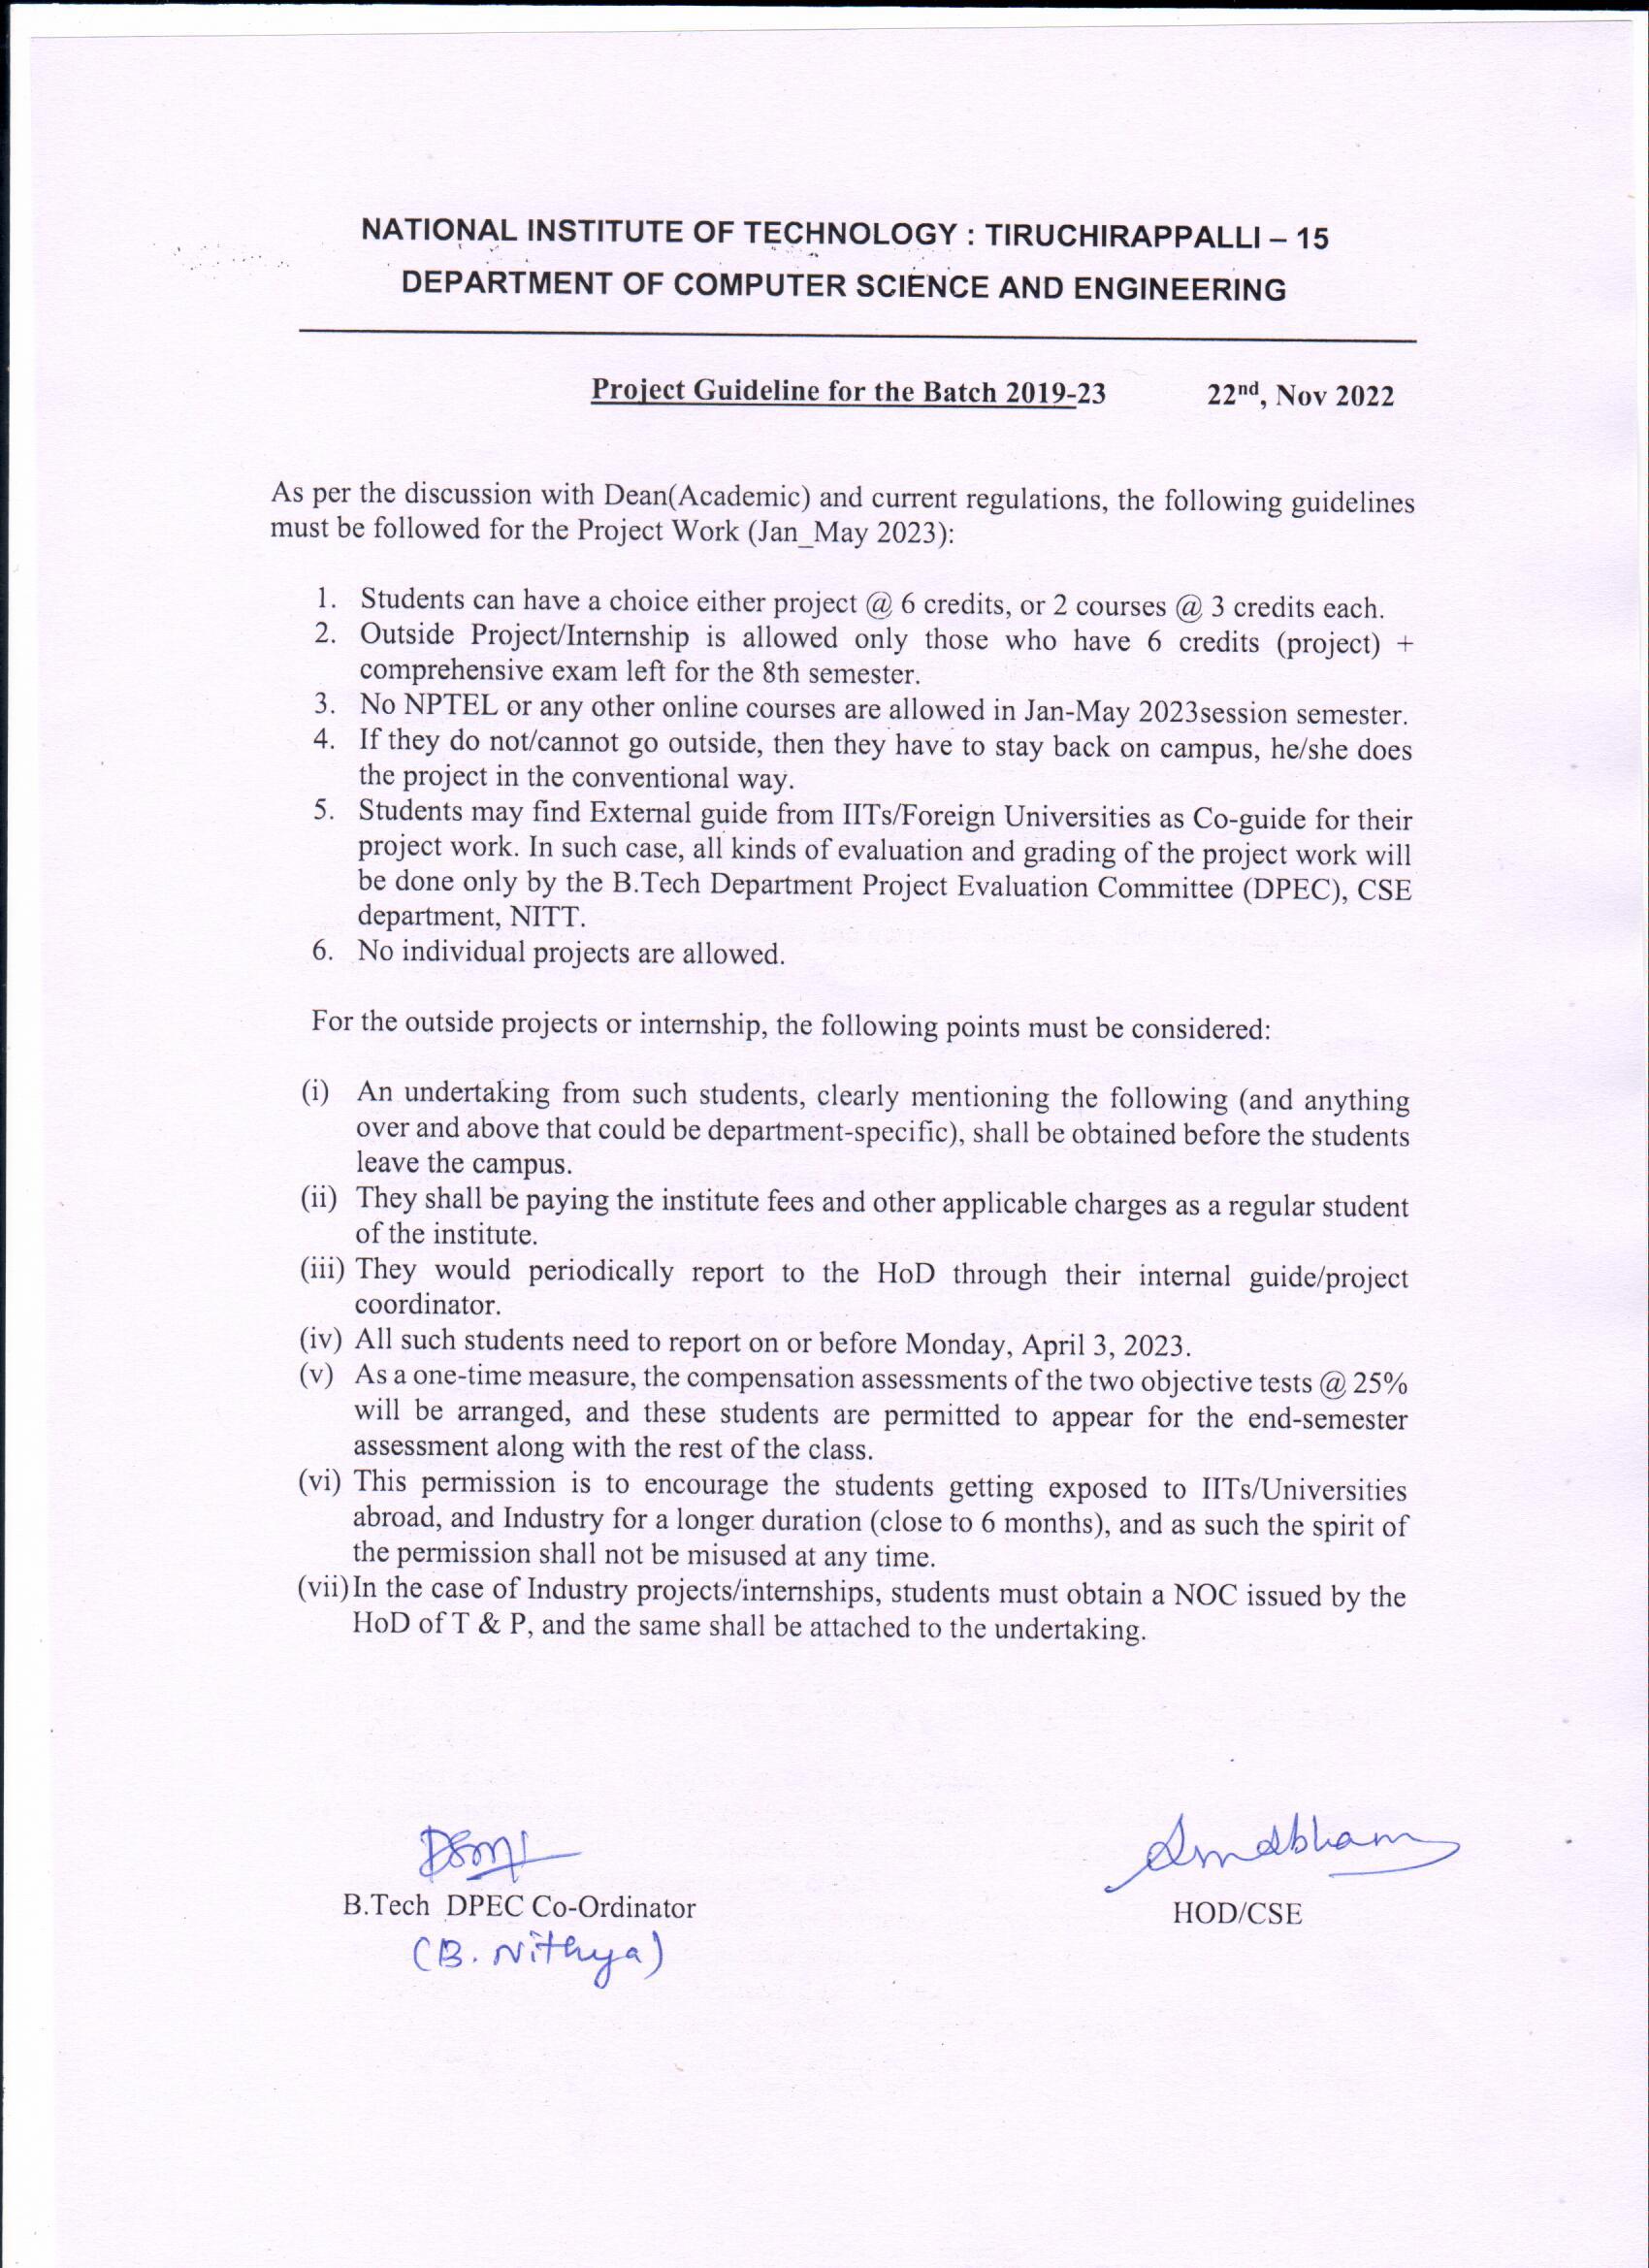 NATIONAL INSTITUTE OF TECHNOLOGY : TIRUCHIRAPPALLI – 15
DEPARTMENT OF COMPUTER SCIENCE AND ENGINEERING
Project Guideline for the Batch 2019-23 22nd, Nov 2022
As per the discussion with Dean(Academic) and current regulations, the following guidelines
must be followed for the Project Work (Jan_May 2023):
1. Students can have a choice either project @ 6 credits, or 2 courses @ 3 credits each.
2. Outside Project/Internship is allowed only those who have 6 credits (project) +
comprehensive exam left for the 8th semester.
3. No NPTEL or any other online courses are allowed in Jan-May 2023session semester.
4. If they do not/cannot go outside, then they have to stay back on campus, he/she does
the project in the conventional way.
5. Students may find External guide from IITs/Foreign Universities as Co-guide for their
project work. In such case, all kinds of evaluation and grading of the project work will
be done only by the B.Tech Department Project Evaluation Committee (DPEC), CSE
department, NITT.
6. No individual projects are allowed.
For the outside projects or internship, the following points must be considered:
(i) An undertaking from such students, clearly mentioning the following (and anything
over and above that could be department-specific), shall be obtained before the students
leave the campus.
(ii) They shall be paying the institute fees and other applicable charges as a regular student
of the institute.
(iii) They would periodically report to the HoD through their internal guide/project
coordinator.
(iv) All such students need to report on or before Monday, April 3, 2023.
(v) As a one-time measure, the compensation assessments of the two objective tests @ 25%
will be arranged, and these students are permitted to appear for the end-semester
assessment along with the rest of the class.
(vi) This permission is to encourage the students getting exposed to IITs/Universities
abroad, and Industry for a longer duration (close to 6 months), and as such the spirit of
the permission shall not be misused at any time.
(vii) In the case of Industry projects/internships, students must obtain a NOC issued by the
HoD of T & P, and the same shall be attached to the undertaking.
B.Tech DPEC Co-Ordinator
(B. Nithya)
HOD/CSE